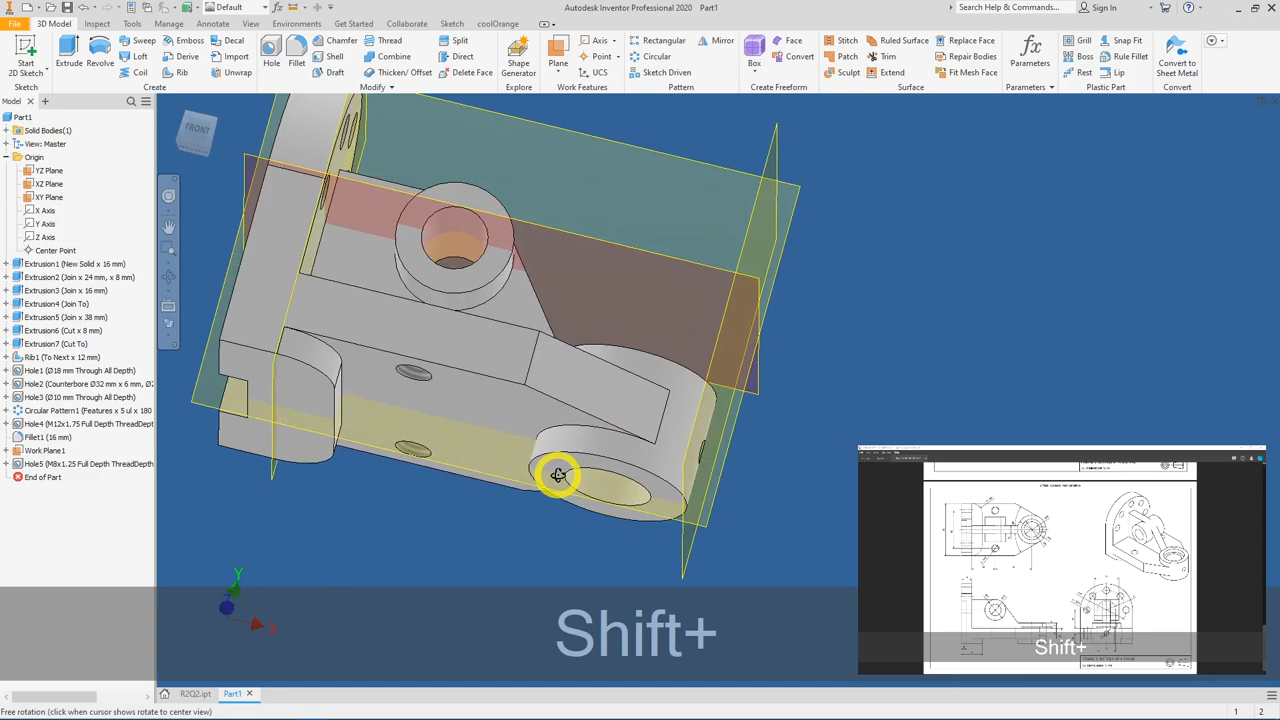 Default
Autodesk Inventor Professional 2020   Part1
Search Help & Commands...
Sign In
File
3D Model
Sketch
Annotate
Inspect
Tools
Manage
View
Environments
Get Started
Collaborate
Sketch
coolOrange
Start
2D Sketch
Extrude
Revolve
Sweep
Loft
Coil
Emboss
Derive
Rib
Decal
Import
Unwrap
Create
Hole
Fillet
Chamfer
Shell
Draft
Thread
Combine
Thicken/ Offset
Split
Direct
Delete Face
Modify
Shape
Generator
Explore
Plane
Axis
Point
UCS
Work Features
Rectangular
Circular
Sketch Driven
Mirror
Pattern
Box
Face
Convert
Create Freeform
Stitch
Patch
Sculpt
Ruled Surface
Trim
Extend
Replace Face
Repair Bodies
Fit Mesh Face
Surface
Parameters
Parameters
Grill
Boss
Rest
Snap Fit
Rule Fillet
Lip
Plastic Part
Convert to
Sheet Metal
Convert
Model
Part1
Solid Bodies(1)
View: Master
Origin
YZ Plane
XZ Plane
XY Plane
X Axis
Y Axis
Z Axis
Center Point
Extrusion1 (New Solid x 16 mm)
Extrusion2 (Join x 24 mm, x 8 mm)
Extrusion3 (Join x 16 mm)
Extrusion4 (Join To)
Extrusion5 (Join x 38 mm)
Extrusion6 (Cut x 8 mm)
Extrusion7 (Cut To)
Rib1 (To Next x 12 mm)
Hole1 (Ø18 mm Through All Depth)
Hole2 (Counterbore Ø32 mm x 6 mm, Ø2
Hole3 (Ø10 mm Through All Depth)
Circular Pattern1 (Features x 5 ul x 180
Hole4 (M12x1.75 Full Depth ThreadDepth
Fillet1 (16 mm)
Work Plane1
Hole5 (M8x1.25 Full Depth ThreadDepth
End of Part
FRONT
Y
X
Shift+
Shift+
R2Q2.ipt
Part1
Free rotation (click when cursor shows rotate to center view)
1
2